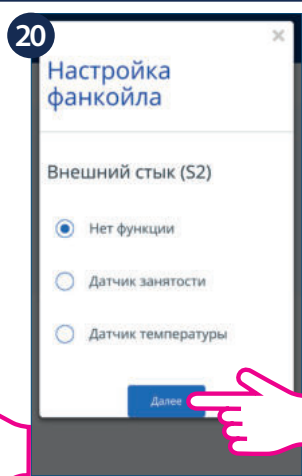 20
Настройка
фанкойла
Внешний стык (S2)
Нет функции
Датчик занятости
Датчик температуры
Далее